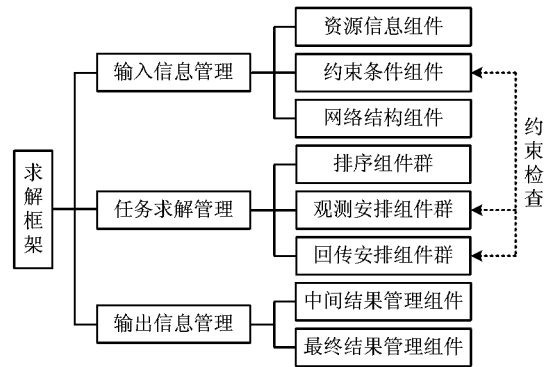 求解框架
输入信息管理
资源信息组件
约束条件组件
网络结构组件
任务求解管理
排序组件群
观测安排组件群
回传安排组件群
输出信息管理
中间结果管理组件
最终结果管理组件
约束检查